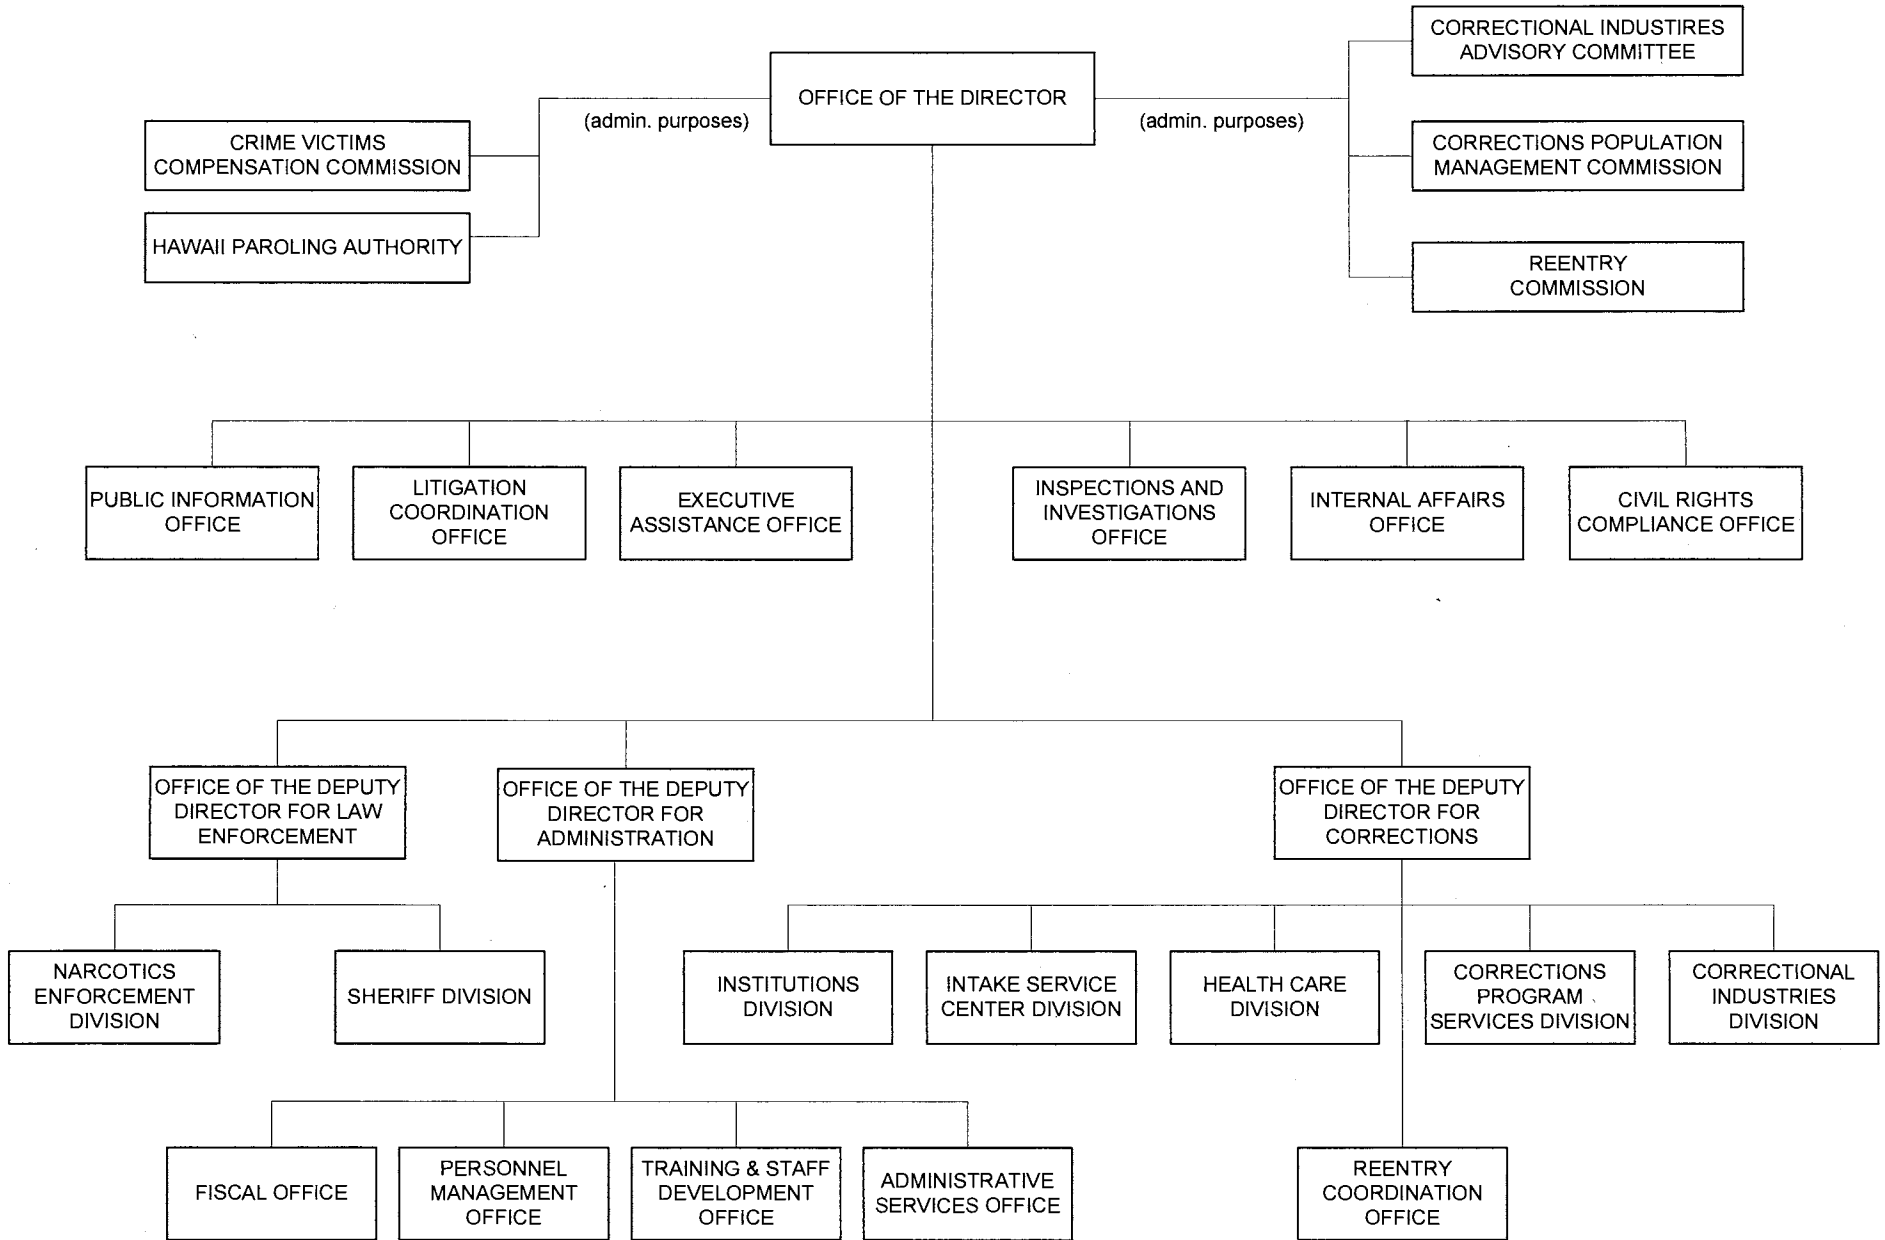 CORRECTIONAL INDUSTIRES
ADVISORY COMMITTEE
OFFICE OF THE DIRECTOR
(admin. purposes)
(admin. purposes)
CRIME VICTIMS
COMPENSATION COMMISSION
CORRECTIONS POPULATION
MANAGEMENT COMMISSION
HAWAII PAROLING AUTHORITY
REENTRY
COMMISSION
PUBLIC INFORMATION
OFFICE
LITIGATION
COORDINATION
OFFICE
EXECUTIVE
ASSISTANCE OFFICE
INSPECTIONS AND
INVESTIGATIONS
OFFICE
INTERNAL AFFAIRS
OFFICE
CIVIL RIGHTS
COMPLIANCE OFFICE
OFFICE OF THE DEPUTY
DIRECTOR FOR LAW
ENFORCEMENT
OFFICE OF THE DEPUTY
DIRECTOR FOR
ADMINISTRATION
OFFICE OF THE DEPUTY
DIRECTOR FOR
CORRECTIONS
NARCOTICS
ENFORCEMENT
DIVISION
SHERIFF DIVISION
INSTITUTIONS
DIVISION
INTAKE SERVICE
CENTER DIVISION
HEALTH CARE
DIVISION
CORRECTIONS
PROGRAM
SERVICES DIVISION
CORRECTIONAL
INDUSTRIES
DIVISION
FISCAL OFFICE
PERSONNEL
MANAGEMENT
OFFICE
TRAINING & STAFF
DEVELOPMENT
OFFICE
ADMINISTRATIVE
SERVICES OFFICE
REENTRY
COORDINATION
OFFICE